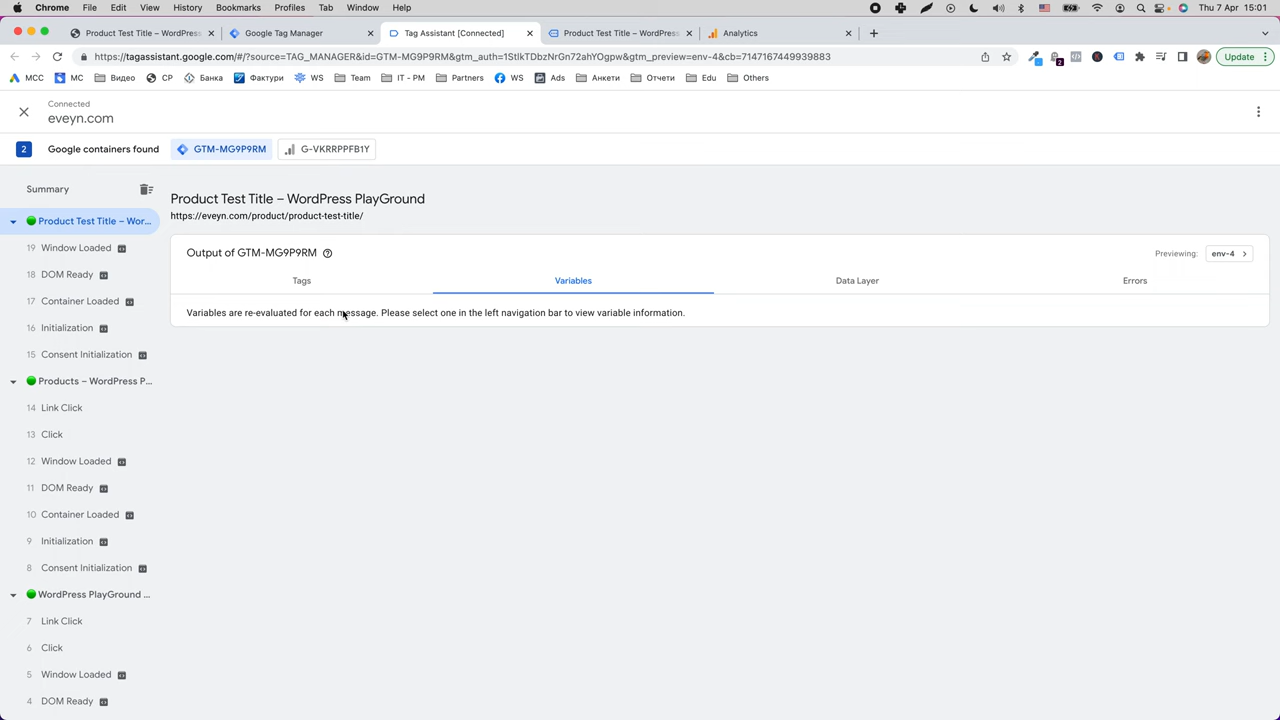 Chrome File Edit View History Bookmarks Profiles Tab Window Help Thu 7 Apr 15:01
Product Test Title – WordPress Google Tag Manager Tag Assistant [Connected] Product Test Title – WordPress Analytics
https://tagassistant.google.com/#/?source=TAG_MANAGER&id=GTM-MG9P9RM&gtm_auth=1StlkTDbzNrGn72ahYOgpw&gtm_preview=env-4&cb=7147167449939883 2 Update
MCC МС Видео CP Банка Фактури WS Team IT - PM Partners WS Ads Анкети Отчети Edu Others
Connected
eveyn.com
2 Google containers found GTM-MG9P9RM G-VKRRPPFB1Y
Summary
Product Test Title – Wor...
19 Window Loaded
18 DOM Ready
17 Container Loaded
16 Initialization
15 Consent Initialization
Products – WordPress P...
14 Link Click
13 Click
12 Window Loaded
11 DOM Ready
10 Container Loaded
9 Initialization
8 Consent Initialization
WordPress PlayGround ...
7 Link Click
6 Click
5 Window Loaded
4 DOM Ready
Product Test Title – WordPress PlayGround
https://eveyn.com/product/product-test-title/
Output of GTM-MG9P9RM Previewing: env-4
Tags Variables Data Layer Errors
Variables are re-evaluated for each message. Please select one in the left navigation bar to view variable information.